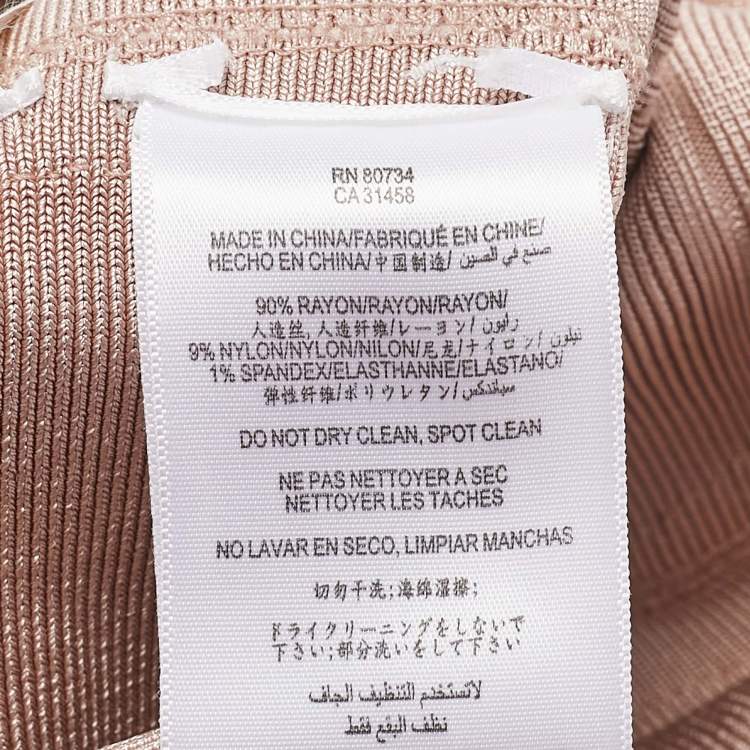 RN 80734
CA 31458
MADE IN CHINA/FABRIQUÉ EN CHINE/
HECHO EN CHINA/中国制造/ صنع في الصين
90% RAYON/RAYON/RAYON/
人造丝, 人造纤维/レーヨン/ رايون
9% NYLON/NYLON/NILON/尼龙/ナイロン/ نيلون
1% SPANDEX/ELASTHANNE/ELASTANO/
弹性纤维/ポリウレタン/ سباندكس
DO NOT DRY CLEAN, SPOT CLEAN
NE PAS NETTOYER A SEC
NETTOYER LES TACHES
NO LAVAR EN SECO, LIMPIAR MANCHAS
切勿干洗;海绵湿擦;
ドライクリーニングをしないで
下さい;部分洗いをして下さい
لاتستخدم التنظيف الجاف
نظف البقع فقط